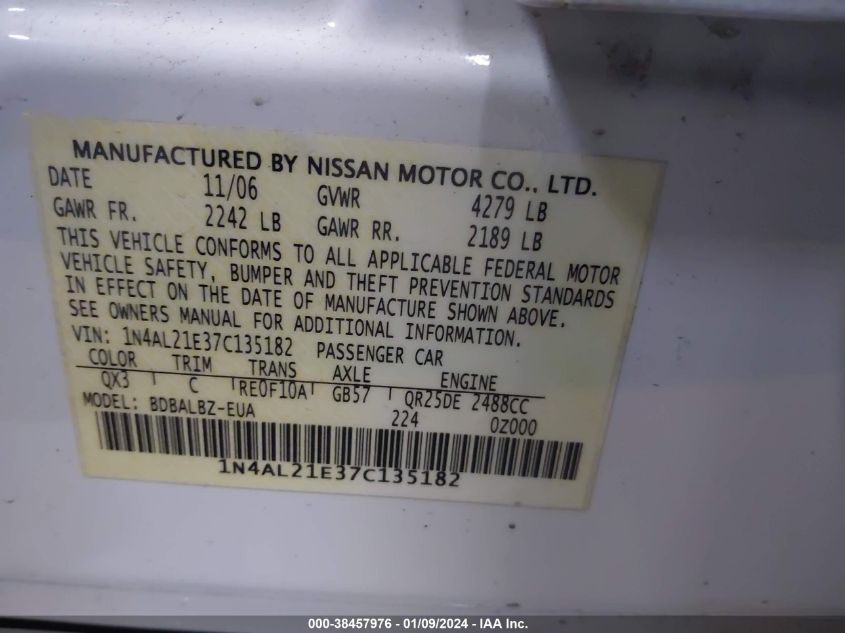 MANUFACTURED BY NISSAN MOTOR CO., LTD.
DATE 11/06 GVWR 4279 LB
GAWR FR. 2242 LB GAWR RR. 2189 LB
THIS VEHICLE CONFORMS TO ALL APPLICABLE FEDERAL MOTOR
VEHICLE SAFETY, BUMPER AND THEFT PREVENTION STANDARDS
IN EFFECT ON THE DATE OF MANUFACTURE SHOWN ABOVE.
SEE OWNERS MANUAL FOR ADDITIONAL INFORMATION.
VIN: 1N4AL21E37C135182 PASSENGER CAR
COLOR TRIM TRANS AXLE ENGINE
QX3 C RE0F10A GB57 QR25DE 2488CC
MODEL: BDBALBZ-EUA 224 0Z000
1N4AL21E37C135182
000-38457976 - 01/09/2024 - IAA Inc.